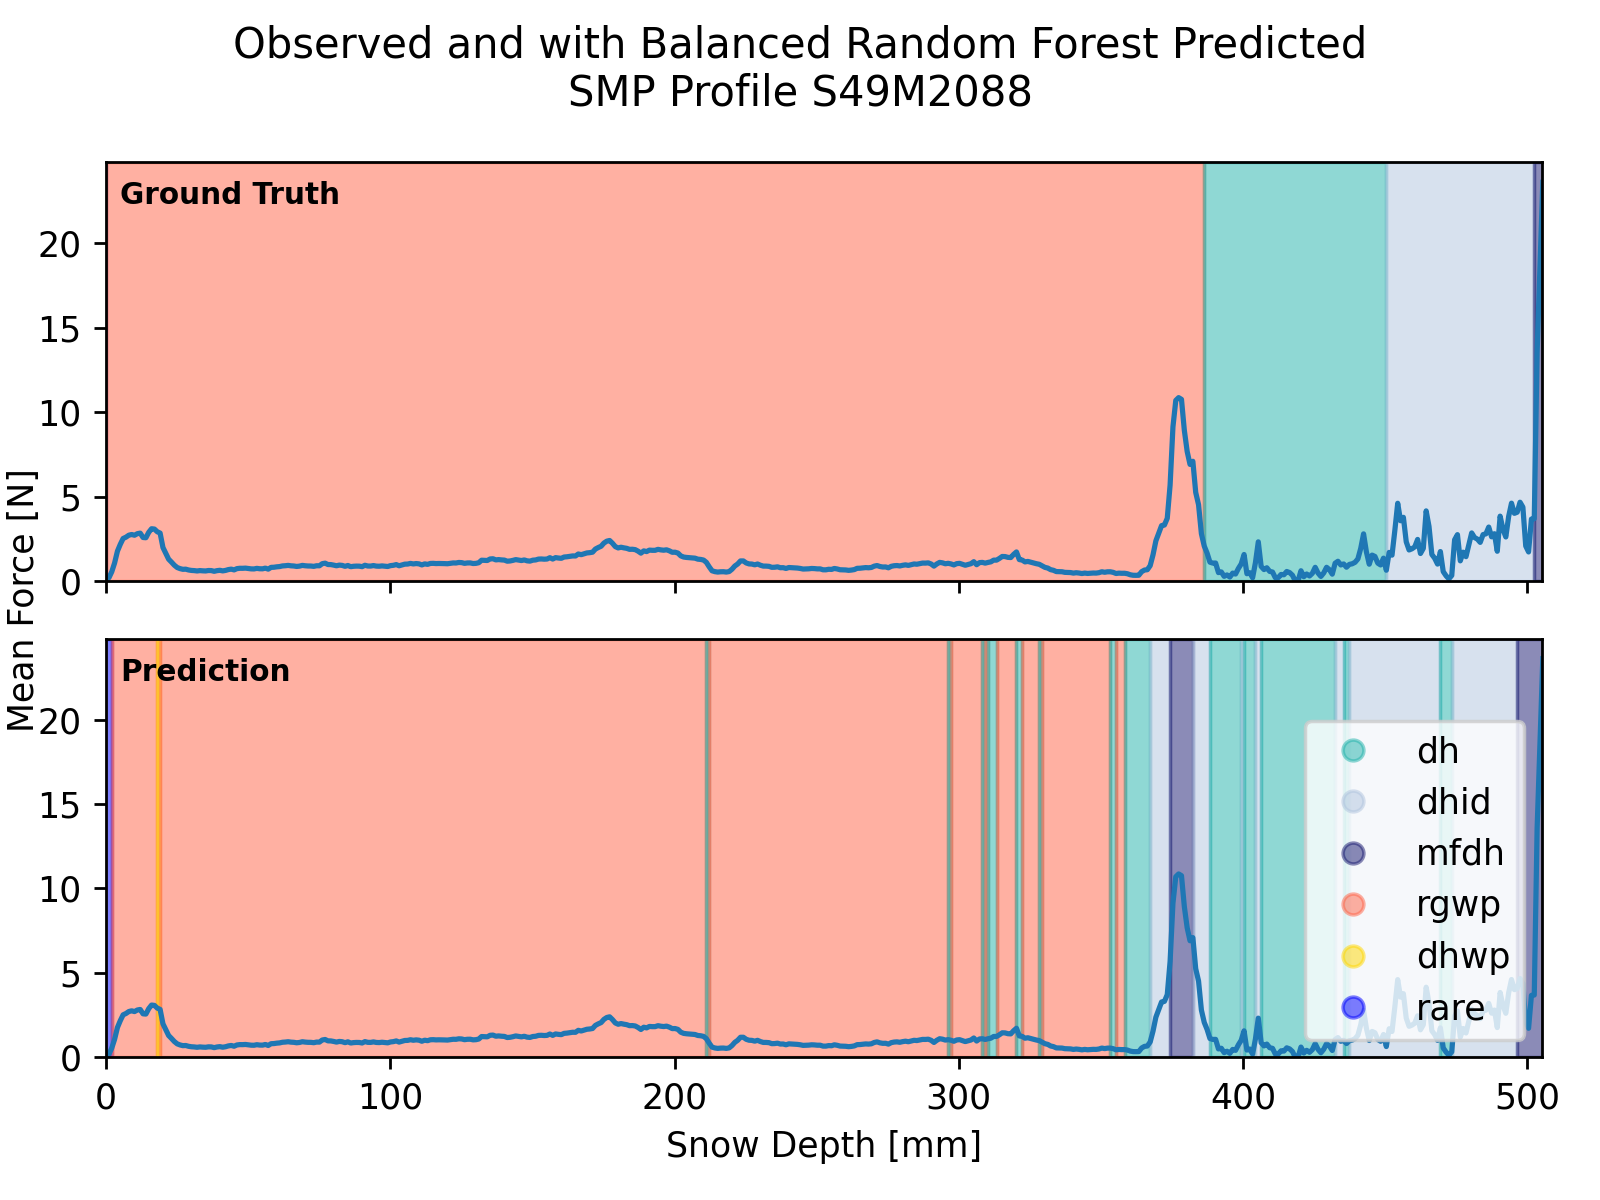 Observed and with Balanced Random Forest Predicted
SMP Profile S49M2088
Ground Truth
20
15
10
5
0
Mean Force [N]
Prediction
20
15
10
5
0
dh
dhid
mfdh
rgwp
dhwp
rare
0 100 200 300 400 500
Snow Depth [mm]